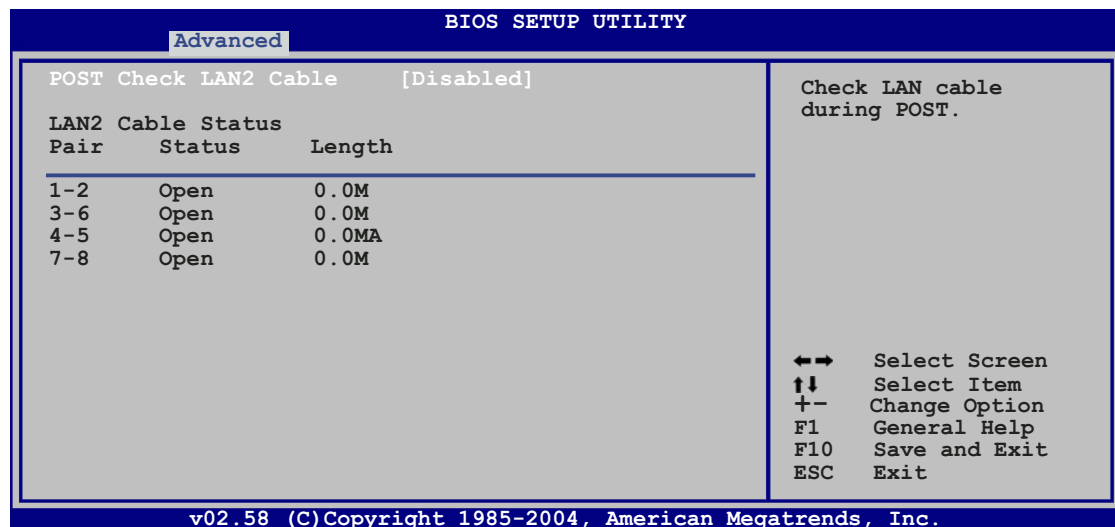 BIOS SETUP UTILITY
Advanced
POST Check LAN2 Cable [Disabled]
LAN2 Cable Status
Pair Status Length
1-2 Open 0.0M
3-6 Open 0.0M
4-5 Open 0.0MA
7-8 Open 0.0M
Check LAN cable
during POST.
←→ Select Screen
↑↓ Select Item
+- Change Option
F1 General Help
F10 Save and Exit
ESC Exit
v02.58 (C)Copyright 1985-2004, American Megatrends, Inc.